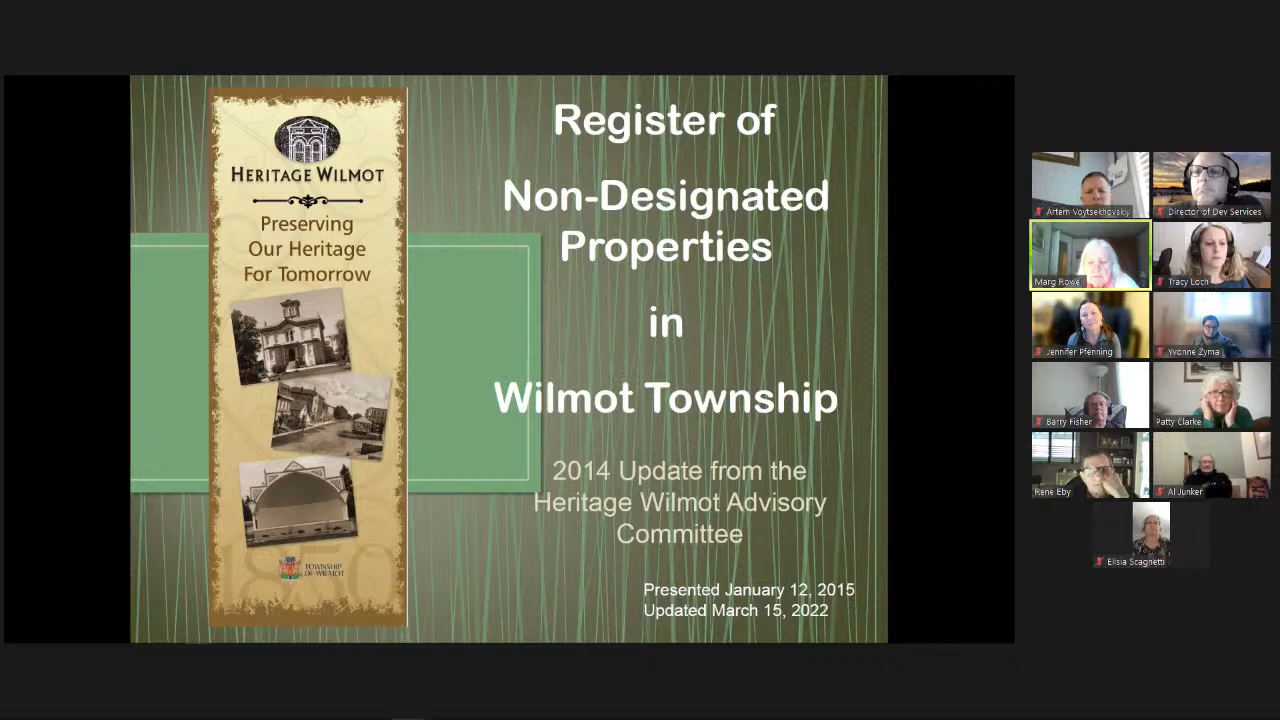 HERITAGE WILMOT
Preserving
Our Heritage
For Tomorrow
TOWNSHIP
OF WILMOT
1850
Register of
Non-Designated
Properties
in
Wilmot Township
2014 Update from the
Heritage Wilmot Advisory
Committee
Presented January 12, 2015
Updated March 15, 2022
Artem Voytsekhovskiy
Director of Dev Services
Marg Rowell
Tracy Loch
Jennifer Pfenning
Yvonne Zyma
Barry Fisher
Patty Clarke
Rene Eby
Al Junker
Elisia Scagnetti